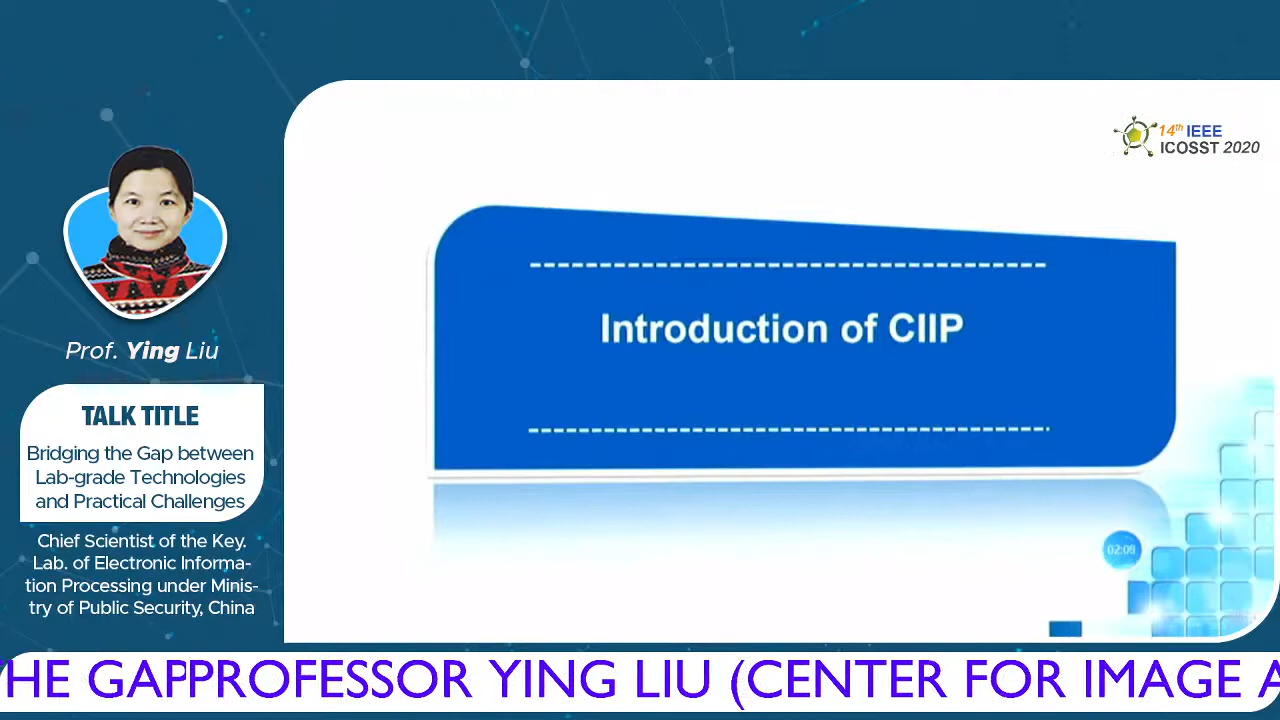 14th IEEE
ICOSST 2020
Prof. Ying Liu
TALK TITLE
Bridging the Gap between
Lab-grade Technologies
and Practical Challenges
Chief Scientist of the Key.
Lab. of Electronic Informa-
tion Processing under Minis-
try of Public Security, China
Introduction of CIIP
02:09
HE GAPPROFESSOR YING LIU (CENTER FOR IMAGE A